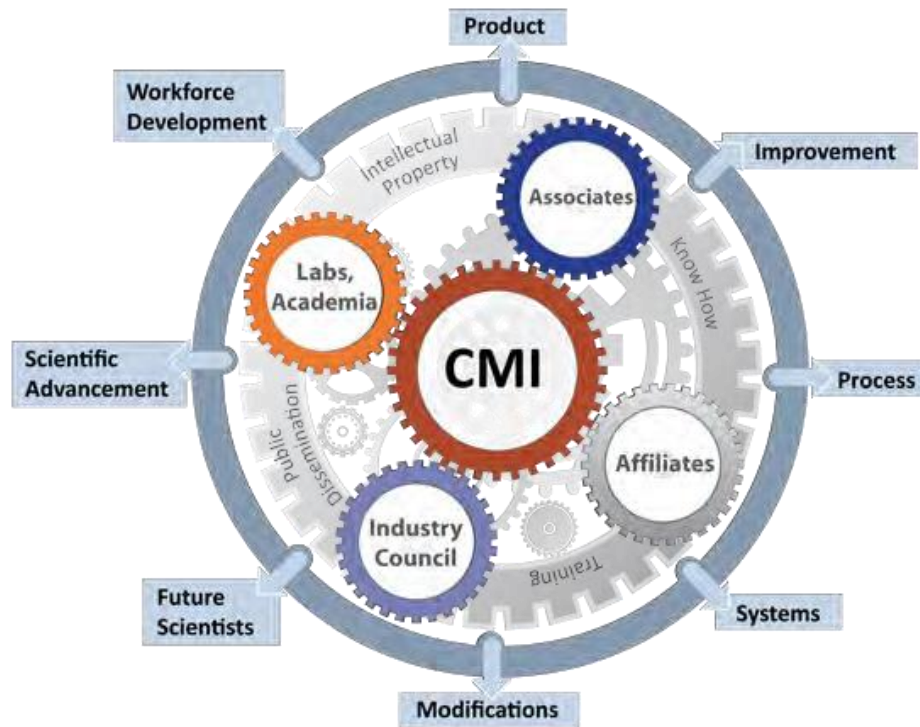 Product
Workforce
Development
Improvement
Intellectual
Property
Associates
Know How
Labs,
Academia
CMI
Scientific
Advancement
Process
Public
Dissemination
Affiliates
Industry
Council
Training
Future
Scientists
Systems
Modifications